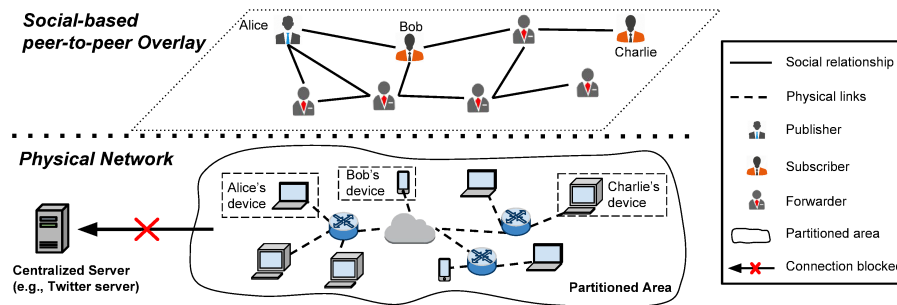 Social-based
peer-to-peer Overlay
Alice
Bob
Charlie
Physical Network
Alice's
device
Bob's
device
Charlie's
device
Centralized Server
(e.g., Twitter server)
Partitioned Area
Social relationship
Physical links
Publisher
Subscriber
Forwarder
Partitioned area
Connection blocked